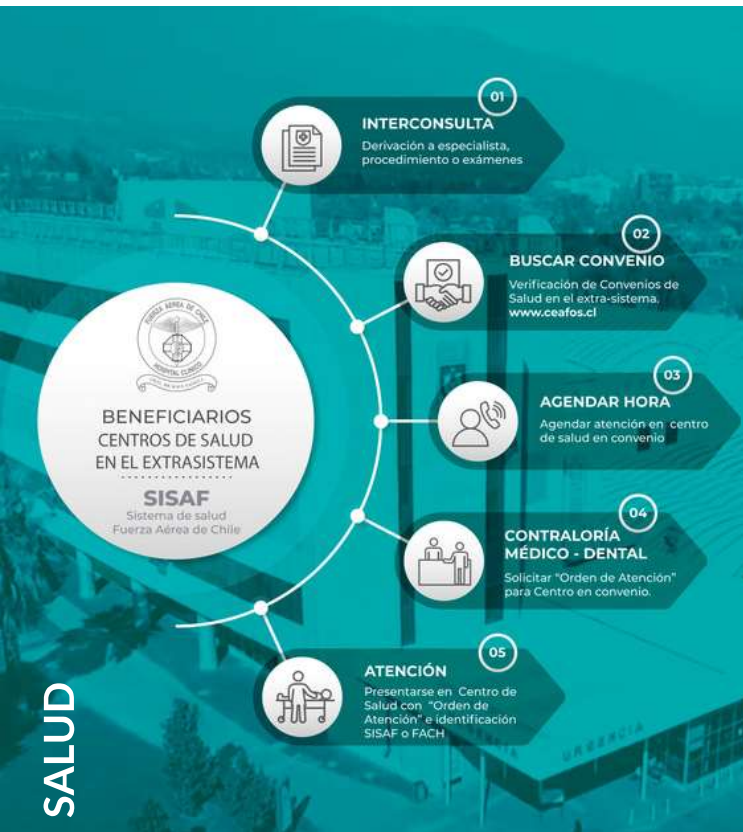 01
INTERCONSULTA
Derivación a especialista,
procedimiento o exámenes
02
BUSCAR CONVENIO
Verificación de Convenios de
Salud en el extra-sistema.
www.ceafos.cl
03
AGENDAR HORA
Agendar atención en centro
de salud en convenio
04
CONTRALORÍA
MÉDICO - DENTAL
Solicitar "Orden de Atención"
para Centro en convenio.
05
ATENCIÓN
Presentarse en Centro de
Salud con "Orden de
Atención" e identificación
SISAF o FACH
FUERZA AEREA DE CHILE
HOSPITAL CLINICO
BENEFICIARIOS
CENTROS DE SALUD
EN EL EXTRASISTEMA
SISAF
Sistema de salud
Fuerza Aérea de Chile
SALUD
URGENCIA